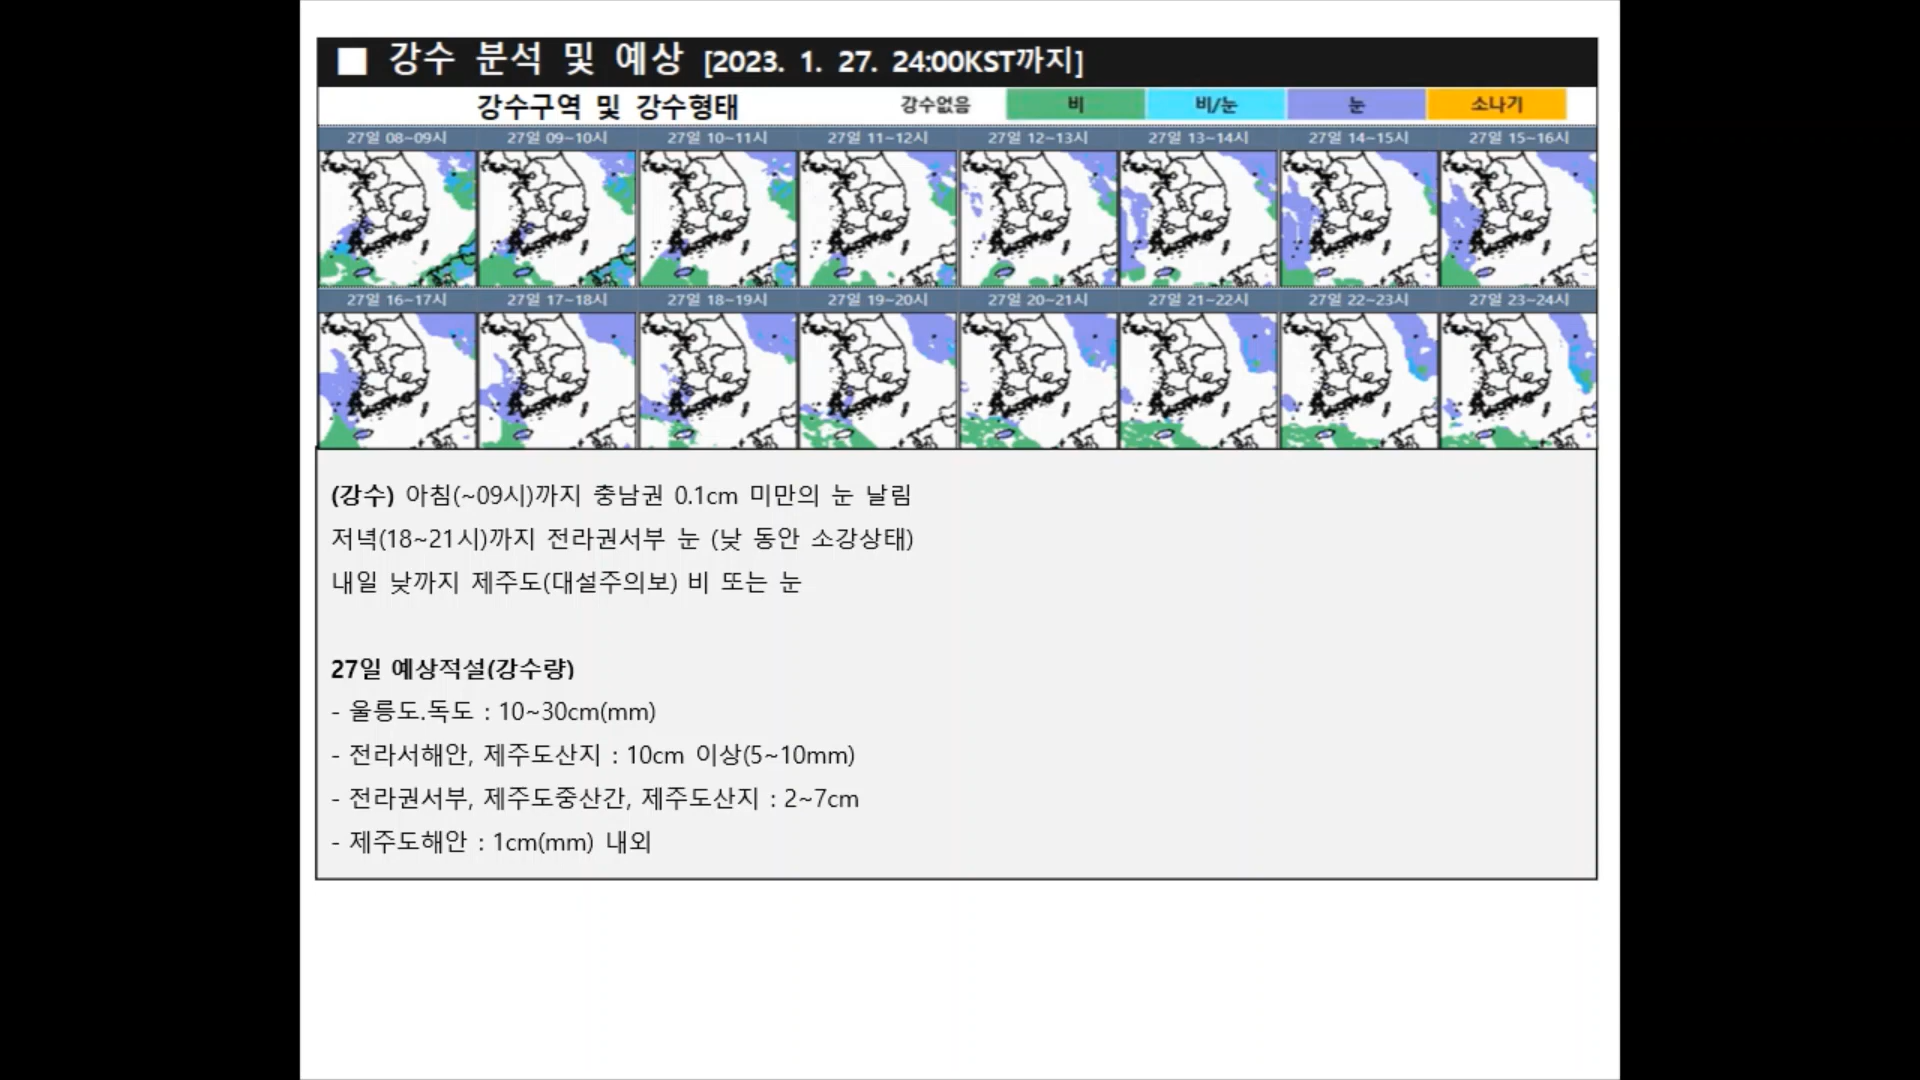 ■ 강수 분석 및 예상 [2023. 1. 27. 24:00KST까지]
강수구역 및 강수형태 강수없음 비 비/눈 눈 소나기
27일 08~09시 27일 09~10시 27일 10~11시 27일 11~12시 27일 12~13시 27일 13~14시 27일 14~15시 27일 15~16시
27일 16~17시 27일 17~18시 27일 18~19시 27일 19~20시 27일 20~21시 27일 21~22시 27일 22~23시 27일 23~24시
(강수) 아침(~09시)까지 충남권 0.1cm 미만의 눈 날림
저녁(18~21시)까지 전라권서부 눈 (낮 동안 소강상태)
내일 낮까지 제주도(대설주의보) 비 또는 눈
27일 예상적설(강수량)
- 울릉도.독도 : 10~30cm(mm)
- 전라서해안, 제주도산지 : 10cm 이상(5~10mm)
- 전라권서부, 제주도중산간, 제주도산지 : 2~7cm
- 제주도해안 : 1cm(mm) 내외